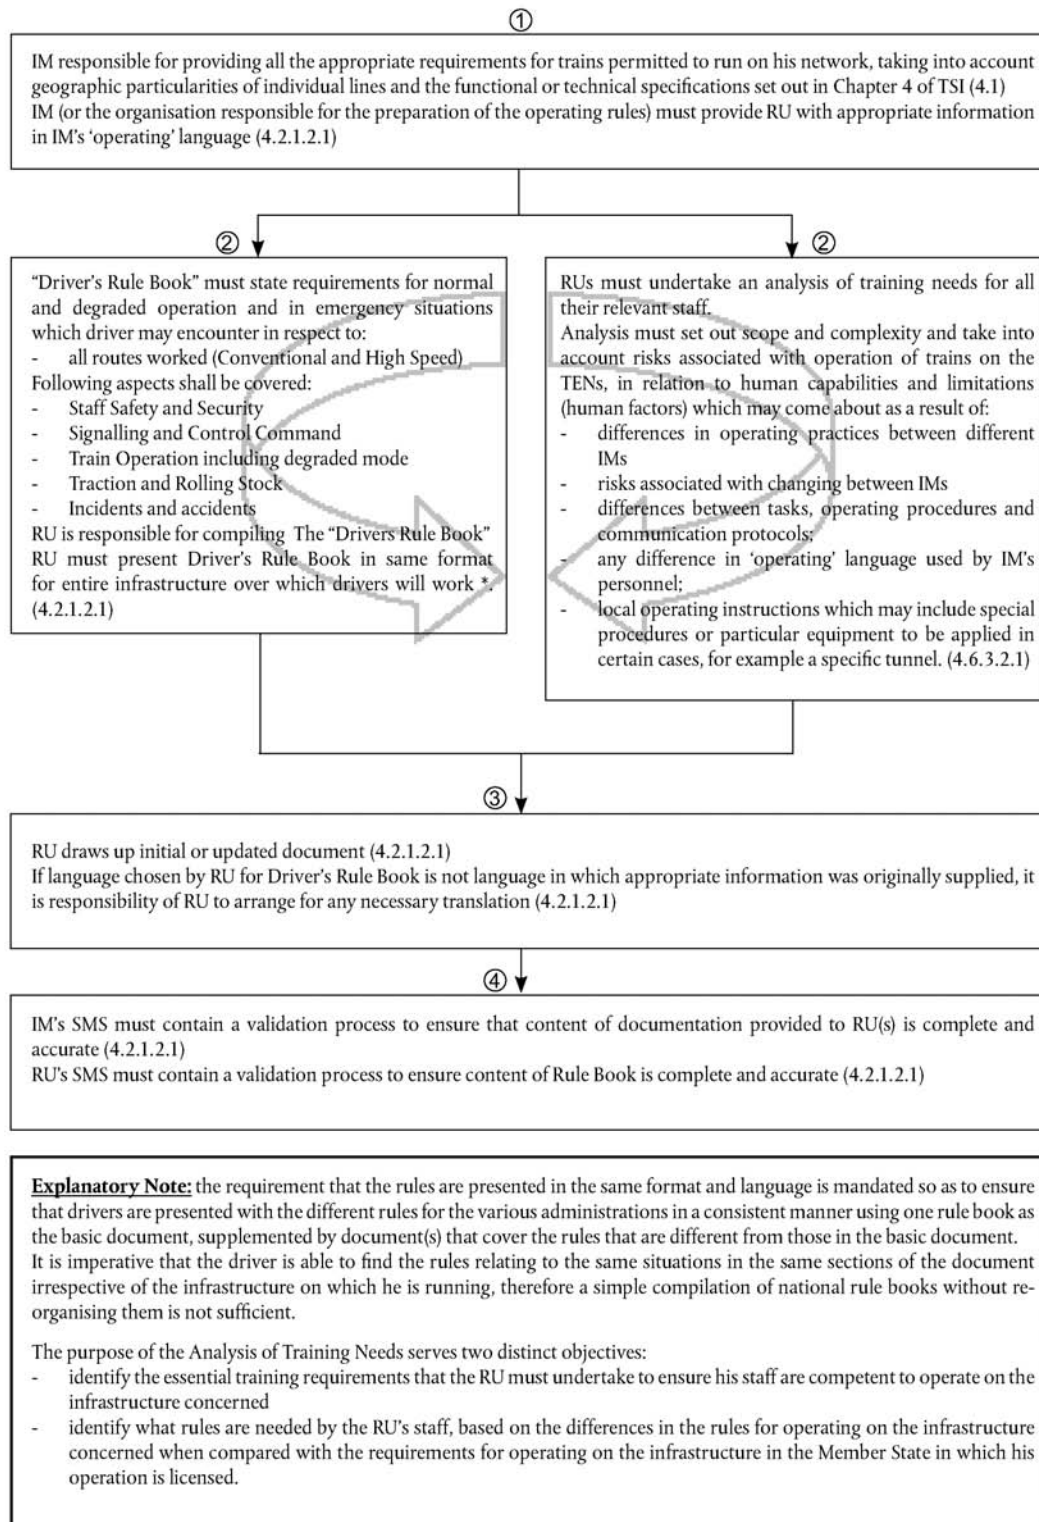 ①
IM responsible for providing all the appropriate requirements for trains permitted to run on his network, taking into account
geographic particularities of individual lines and the functional or technical specifications set out in Chapter 4 of TSI (4.1)
IM (or the organisation responsible for the preparation of the operating rules) must provide RU with appropriate information
in IM's ‘operating’ language (4.2.1.2.1)
②
“Driver's Rule Book” must state requirements for normal
and degraded operation and in emergency situations
which driver may encounter in respect to:
- all routes worked (Conventional and High Speed)
Following aspects shall be covered:
- Staff Safety and Security
- Signalling and Control Command
- Train Operation including degraded mode
- Traction and Rolling Stock
- Incidents and accidents
RU is responsible for compiling The “Drivers Rule Book”
RU must present Driver's Rule Book in same format
for entire infrastructure over which drivers will work *.
(4.2.1.2.1)
②
RUs must undertake an analysis of training needs for all
their relevant staff.
Analysis must set out scope and complexity and take into
account risks associated with operation of trains on the
TENs, in relation to human capabilities and limitations
(human factors) which may come about as a result of:
- differences in operating practices between different
IMs
- risks associated with changing between IMs
- differences between tasks, operating procedures and
communication protocols;
- any difference in ‘operating’ language used by IM's
personnel;
- local operating instructions which may include special
procedures or particular equipment to be applied in
certain cases, for example a specific tunnel. (4.6.3.2.1)
③
RU draws up initial or updated document (4.2.1.2.1)
If language chosen by RU for Driver's Rule Book is not language in which appropriate information was originally supplied, it
is responsibility of RU to arrange for any necessary translation (4.2.1.2.1)
④
IM's SMS must contain a validation process to ensure that content of documentation provided to RU(s) is complete and
accurate (4.2.1.2.1)
RU's SMS must contain a validation process to ensure content of Rule Book is complete and accurate (4.2.1.2.1)
Explanatory Note: the requirement that the rules are presented in the same format and language is mandated so as to ensure
that drivers are presented with the different rules for the various administrations in a consistent manner using one rule book as
the basic document, supplemented by document(s) that cover the rules that are different from those in the basic document.
It is imperative that the driver is able to find the rules relating to the same situations in the same sections of the document
irrespective of the infrastructure on which he is running, therefore a simple compilation of national rule books without re-
organising them is not sufficient.
The purpose of the Analysis of Training Needs serves two distinct objectives:
- identify the essential training requirements that the RU must undertake to ensure his staff are competent to operate on the
infrastructure concerned
- identify what rules are needed by the RU's staff, based on the differences in the rules for operating on the infrastructure
concerned when compared with the requirements for operating on the infrastructure in the Member State in which his
operation is licensed.